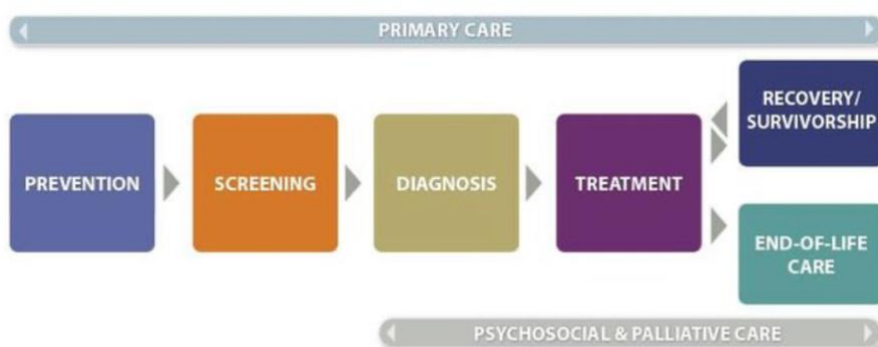 PRIMARY CARE
PREVENTION
SCREENING
DIAGNOSIS
TREATMENT
RECOVERY/
SURVIVORSHIP
END-OF-LIFE
CARE
PSYCHOSOCIAL & PALLIATIVE CARE